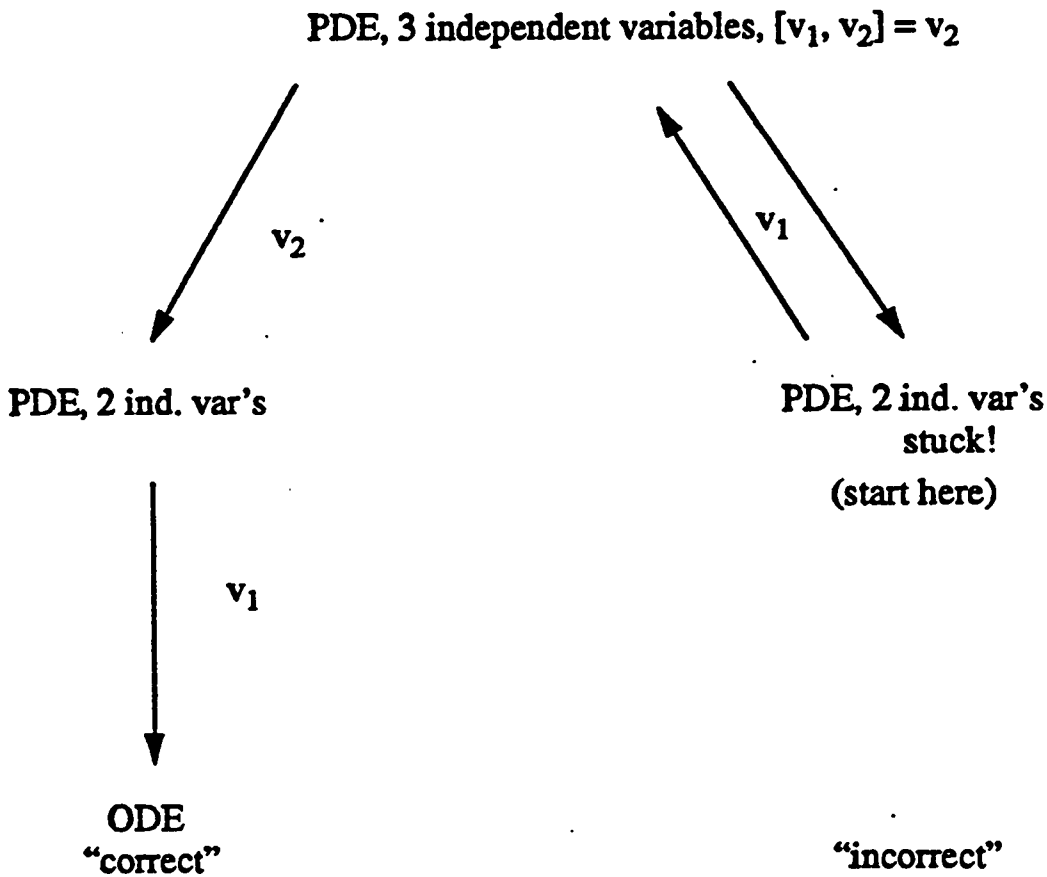 PDE, 3 independent variables, [v₁, v₂] = v₂
v₂
v₁
PDE, 2 ind. var's
PDE, 2 ind. var's
stuck!
(start here)
v₁
ODE
“correct”
“incorrect”